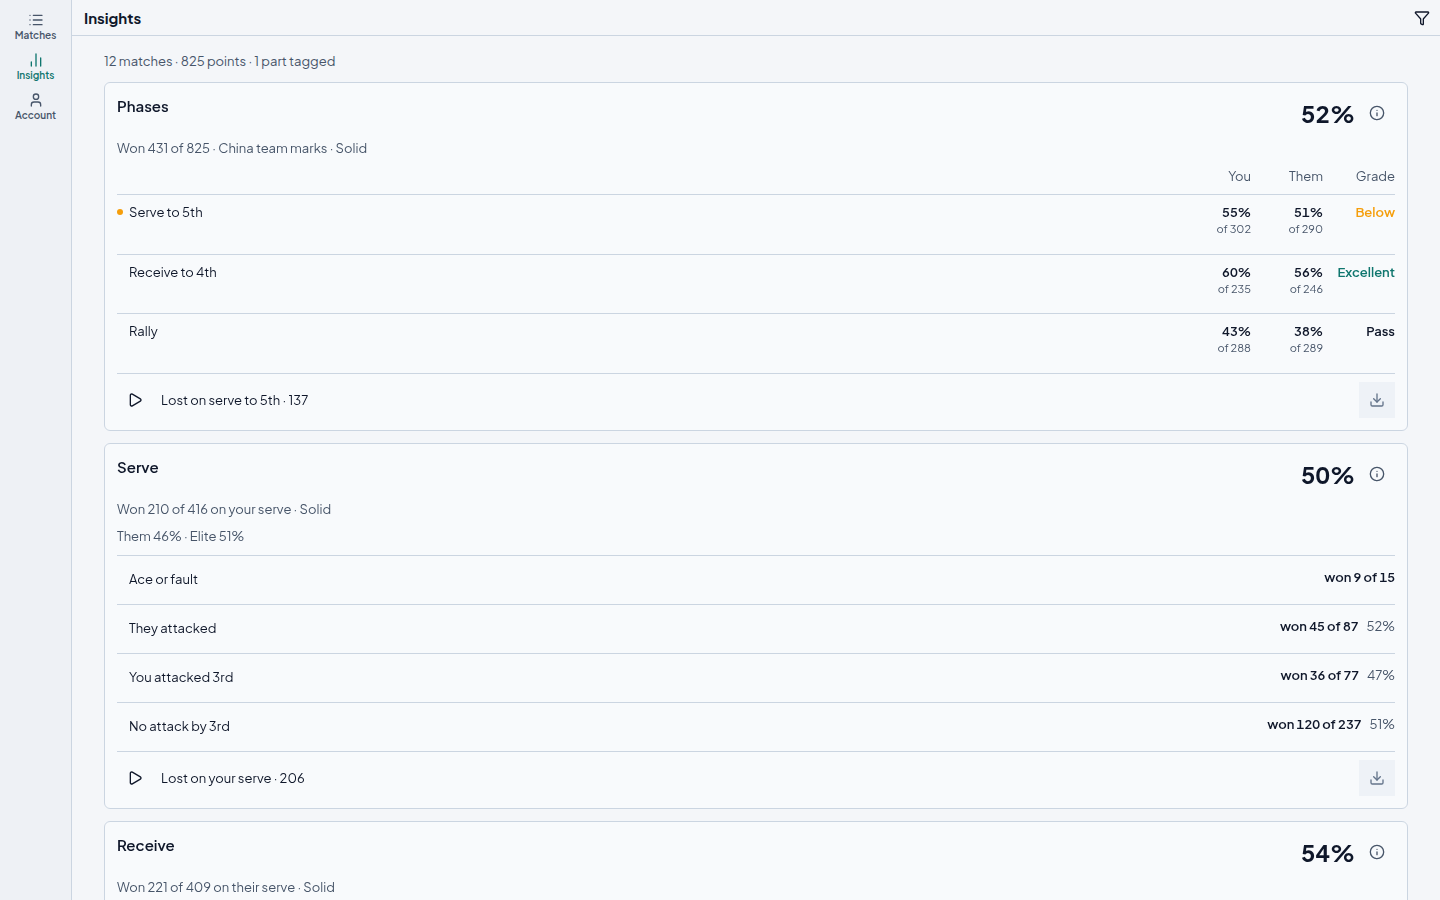 Matches
Insights
Account
Insights
12 matches · 825 points · 1 part tagged
Phases
52%
Won 431 of 825 · China team marks · Solid
You Them Grade
Serve to 5th 55% 51% Below
of 302 of 290
Receive to 4th 60% 56% Excellent
of 235 of 246
Rally 43% 38% Pass
of 288 of 289
Lost on serve to 5th · 137
Serve
50%
Won 210 of 416 on your serve · Solid
Them 46% · Elite 51%
Ace or fault won 9 of 15
They attacked won 45 of 87 52%
You attacked 3rd won 36 of 77 47%
No attack by 3rd won 120 of 237 51%
Lost on your serve · 206
Receive
54%
Won 221 of 409 on their serve · Solid